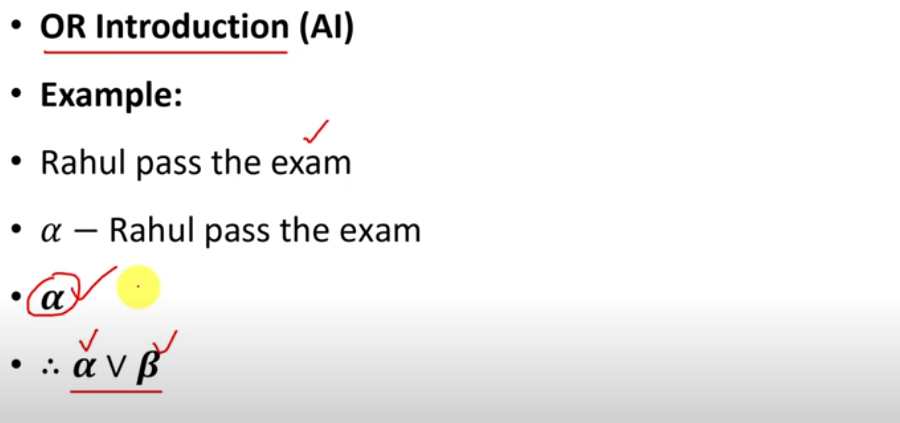 • OR Introduction (AI)
• Example:
• Rahul pass the exam
• α – Rahul pass the exam
• α
• ∴ α ∨ β